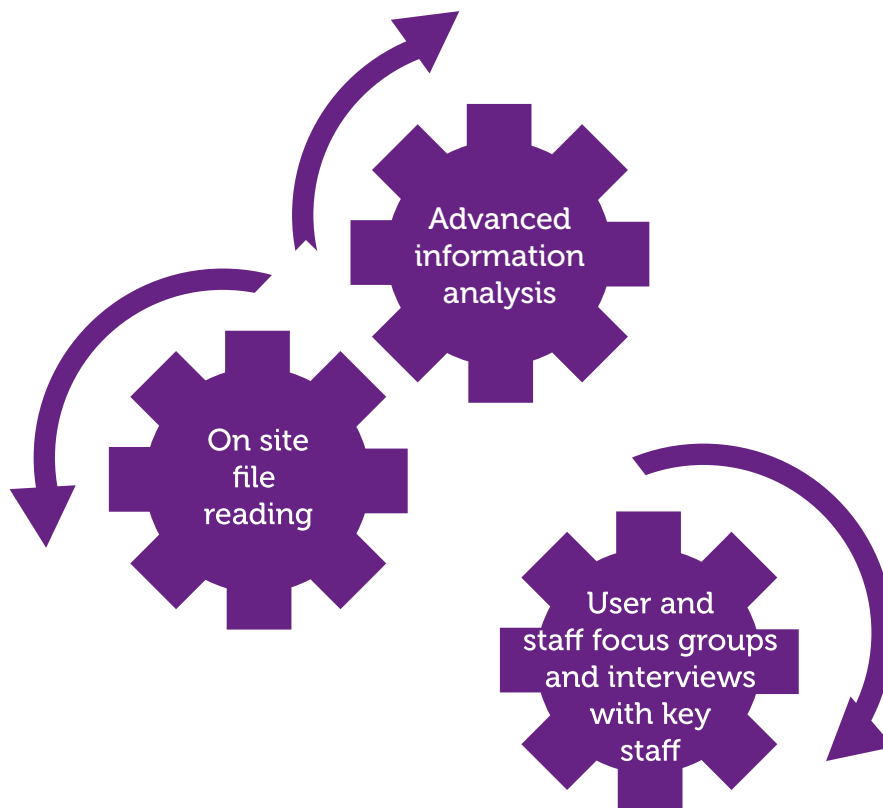 Advanced
information
analysis
On site
file
reading
User and
staff focus groups
and interviews
with key
staff